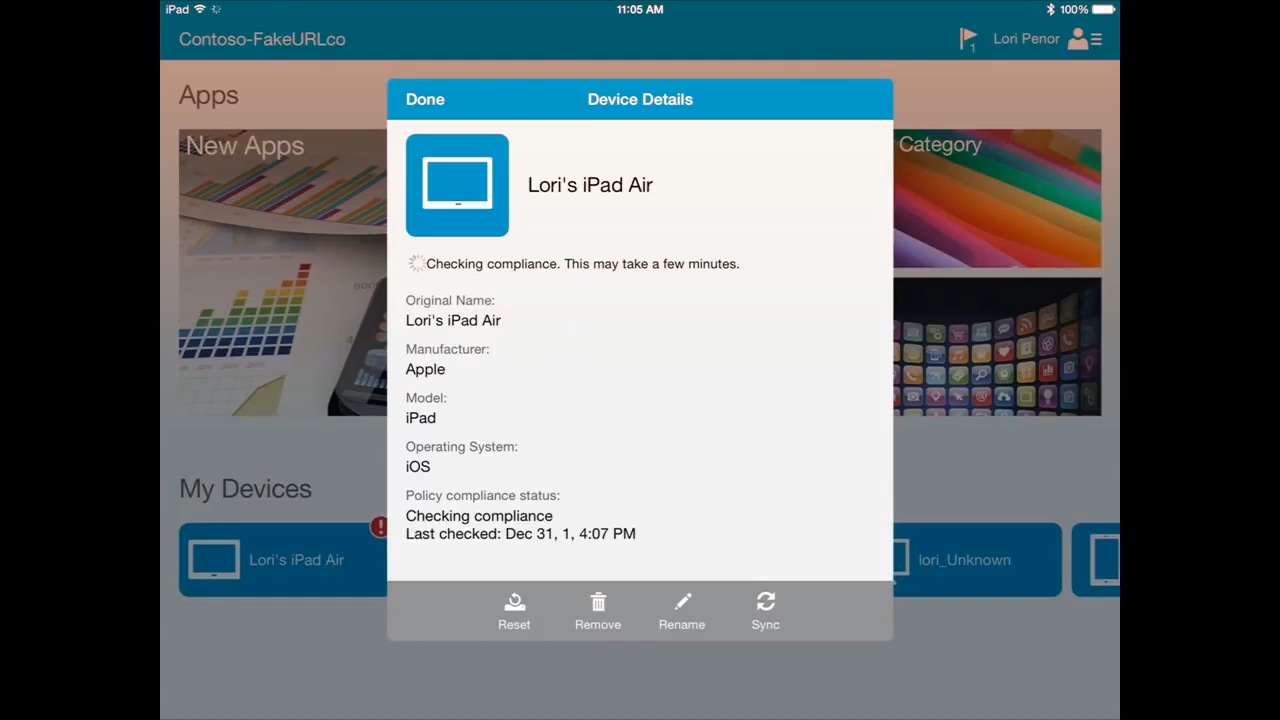 iPad
11:05 AM
100%
Contoso-FakeURLco
1
Lori Penor
Apps
Done
Device Details
New Apps
Category
Lori's iPad Air
Checking compliance. This may take a few minutes.
Original Name:
Lori's iPad Air
Manufacturer:
Apple
Model:
iPad
Operating System:
iOS
Policy compliance status:
Checking compliance
Last checked: Dec 31, 1, 4:07 PM
My Devices
!
Lori's iPad Air
lori_Unknown
Reset
Remove
Rename
Sync